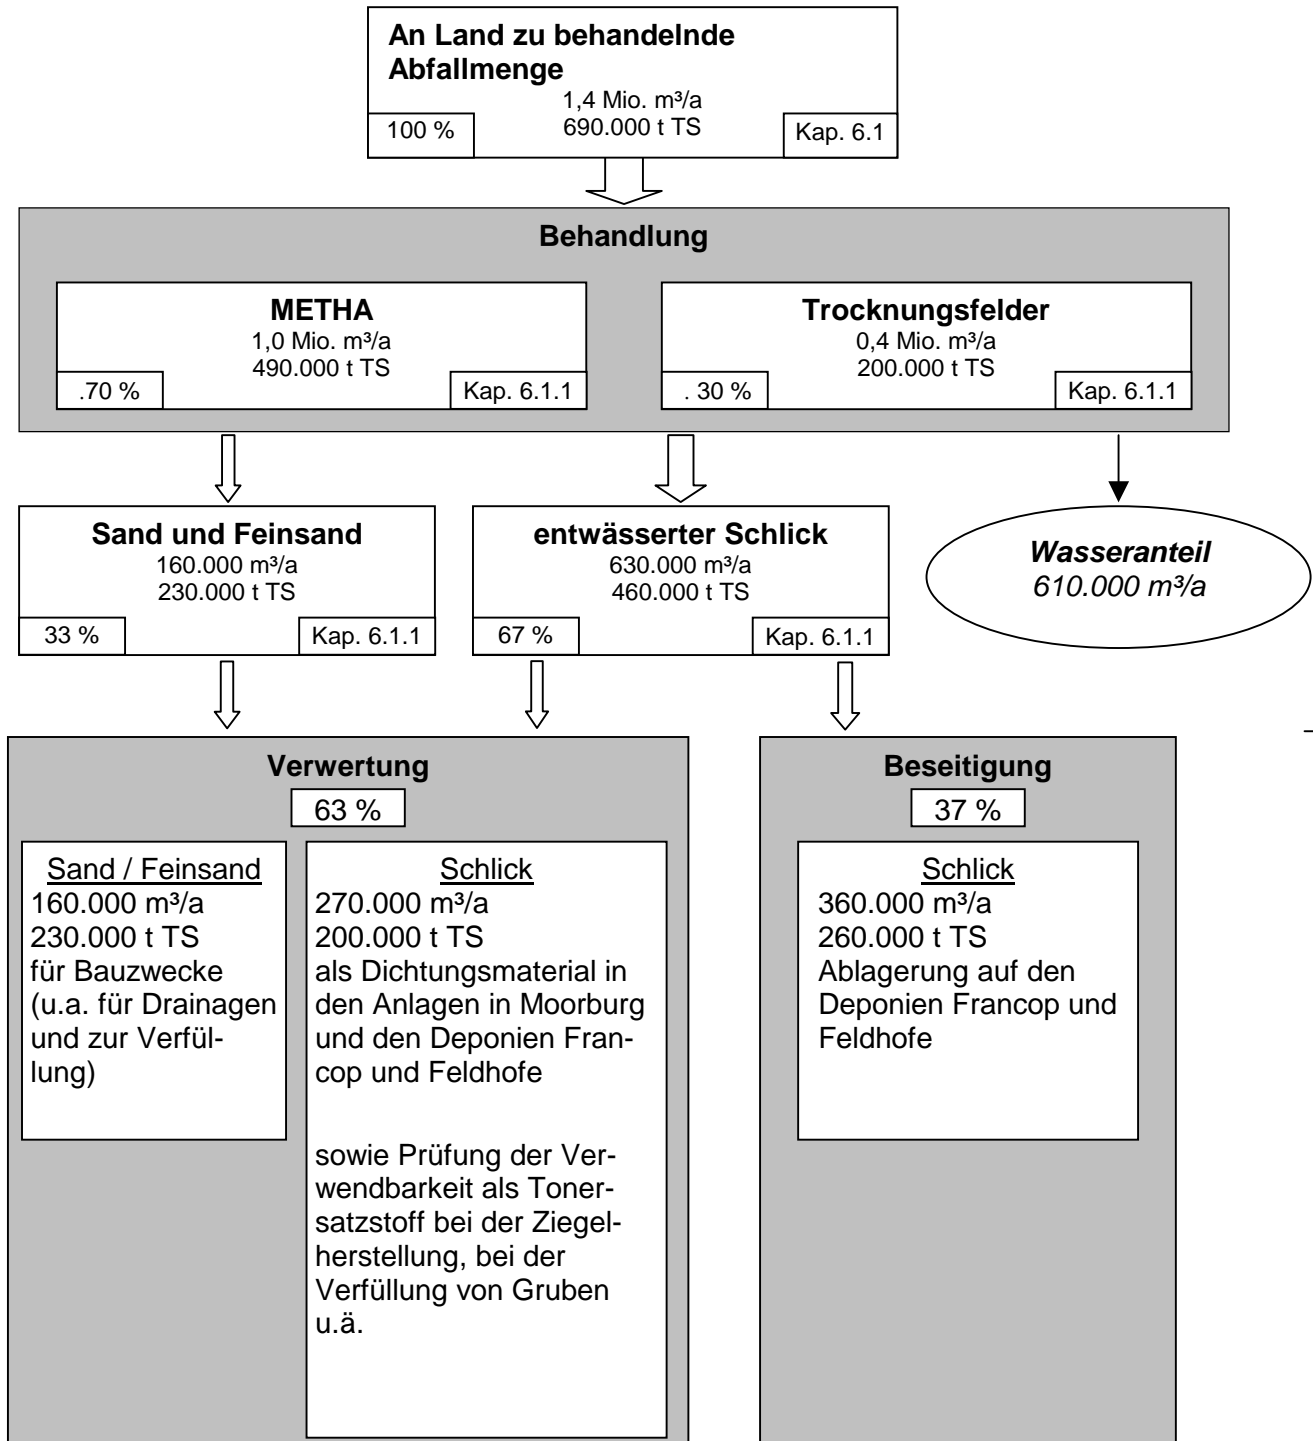 An Land zu behandelnde
Abfallmenge
1,4 Mio. m³/a
690.000 t TS
100 %
Kap. 6.1
Behandlung
METHA
1,0 Mio. m³/a
490.000 t TS
.70 %
Kap. 6.1.1
Trocknungsfelder
0,4 Mio. m³/a
200.000 t TS
. 30 %
Kap. 6.1.1
Sand und Feinsand
160.000 m³/a
230.000 t TS
33 %
Kap. 6.1.1
entwässerter Schlick
630.000 m³/a
460.000 t TS
67 %
Kap. 6.1.1
Wasseranteil
610.000 m³/a
Verwertung
63 %
Sand / Feinsand
160.000 m³/a
230.000 t TS
für Bauzwecke
(u.a. für Drainagen
und zur Verfül-
lung)
Schlick
270.000 m³/a
200.000 t TS
als Dichtungsmaterial in
den Anlagen in Moorburg
und den Deponien Fran-
cop und Feldhofe
sowie Prüfung der Ver-
wendbarkeit als Toner-
satzstoff bei der Ziegel-
herstellung, bei der
Verfüllung von Gruben
u.ä.
Beseitigung
37 %
Schlick
360.000 m³/a
260.000 t TS
Ablagerung auf den
Deponien Francop und
Feldhofe